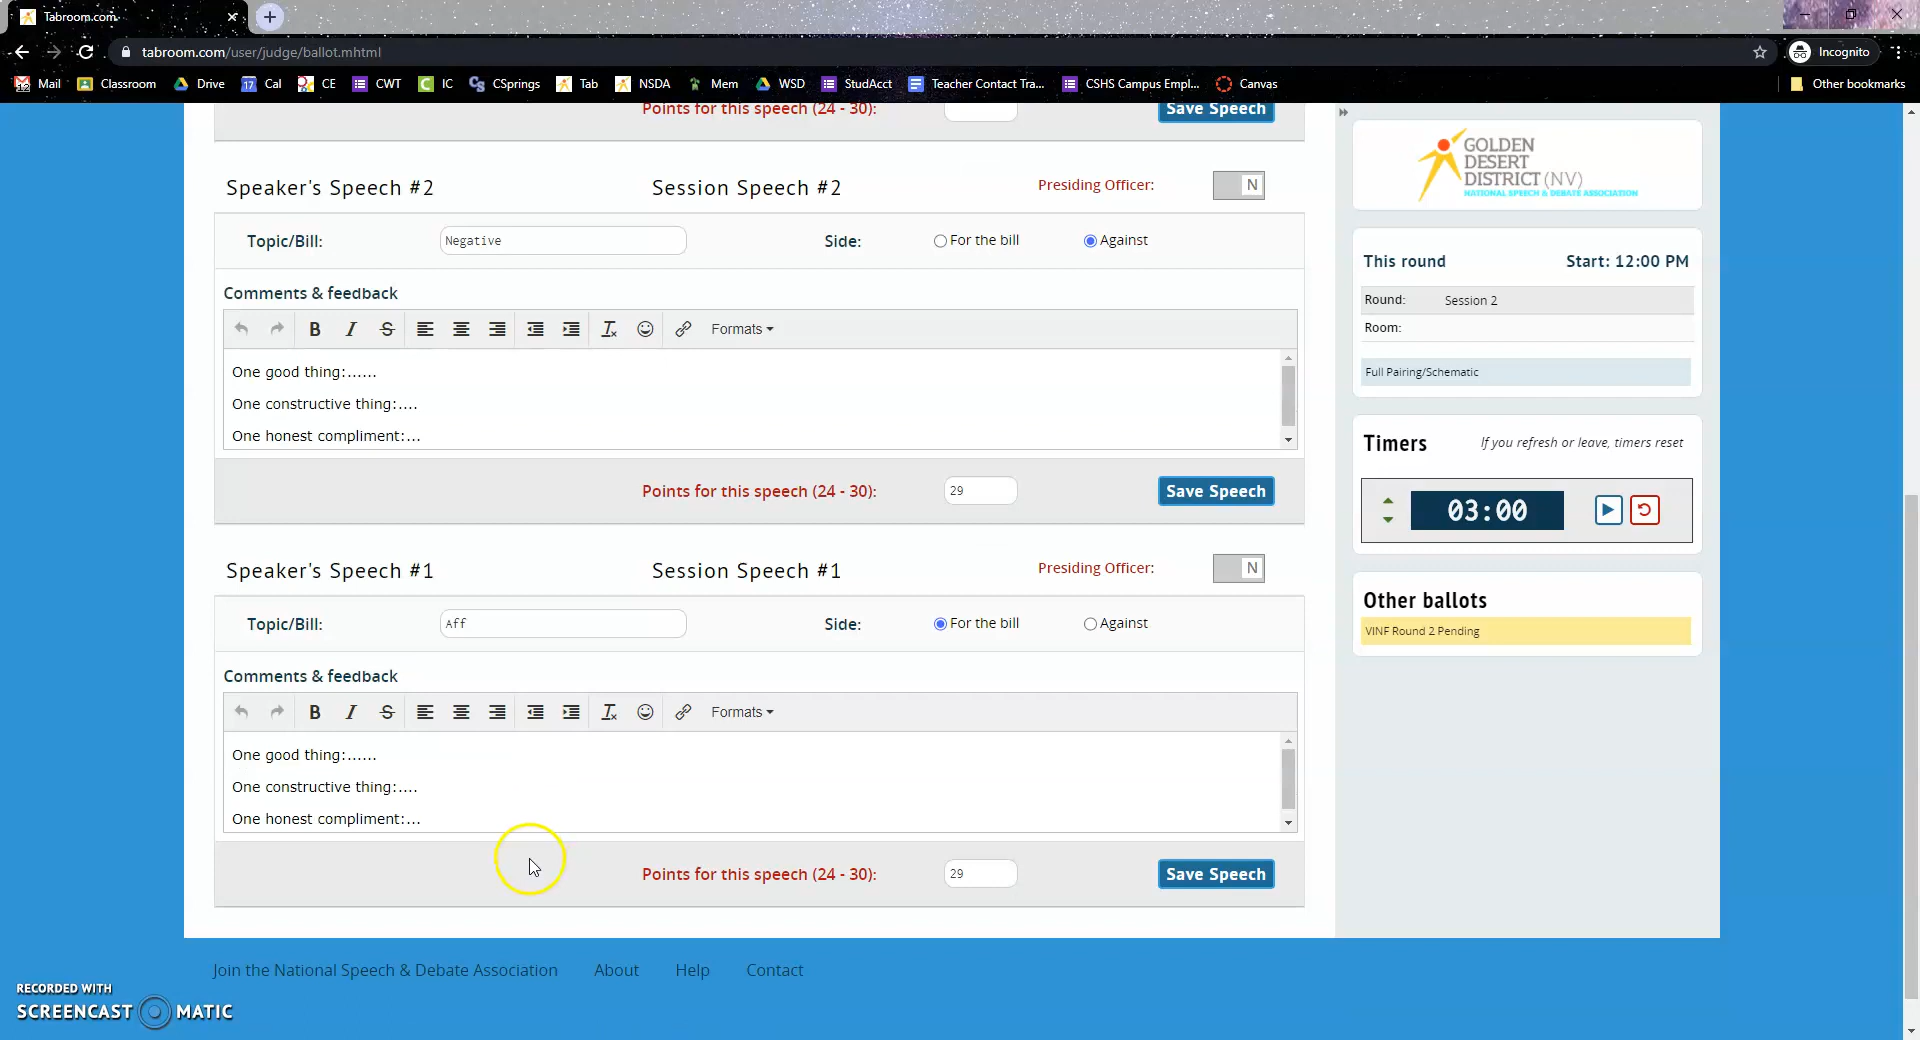 Tabroom.com
tabroom.com/user/judge/ballot.mhtml
Incognito
Mail Classroom Drive Cal CE CWT IC CSprings Tab NSDA Mem WSD StudAcct Teacher Contact Tra... CSHS Campus Empl... Canvas Other bookmarks
Points for this speech (24 - 30): Save Speech
Speaker's Speech #2 Session Speech #2 Presiding Officer: N
Topic/Bill: Negative Side: For the bill Against
Comments & feedback
B I S Formats
One good thing:......
One constructive thing:....
One honest compliment:...
Points for this speech (24 - 30): 29 Save Speech
Speaker's Speech #1 Session Speech #1 Presiding Officer: N
Topic/Bill: Aff Side: For the bill Against
Comments & feedback
B I S Formats
One good thing:......
One constructive thing:....
One honest compliment:...
Points for this speech (24 - 30): 29 Save Speech
GOLDEN
DESERT
DISTRICT (NV)
NATIONAL SPEECH & DEBATE ASSOCIATION
This round Start: 12:00 PM
Round: Session 2
Room:
Full Pairing/Schematic
Timers If you refresh or leave, timers reset
03:00
Other ballots
VINF Round 2 Pending
Join the National Speech & Debate Association About Help Contact
RECORDED WITH
SCREENCAST MATIC